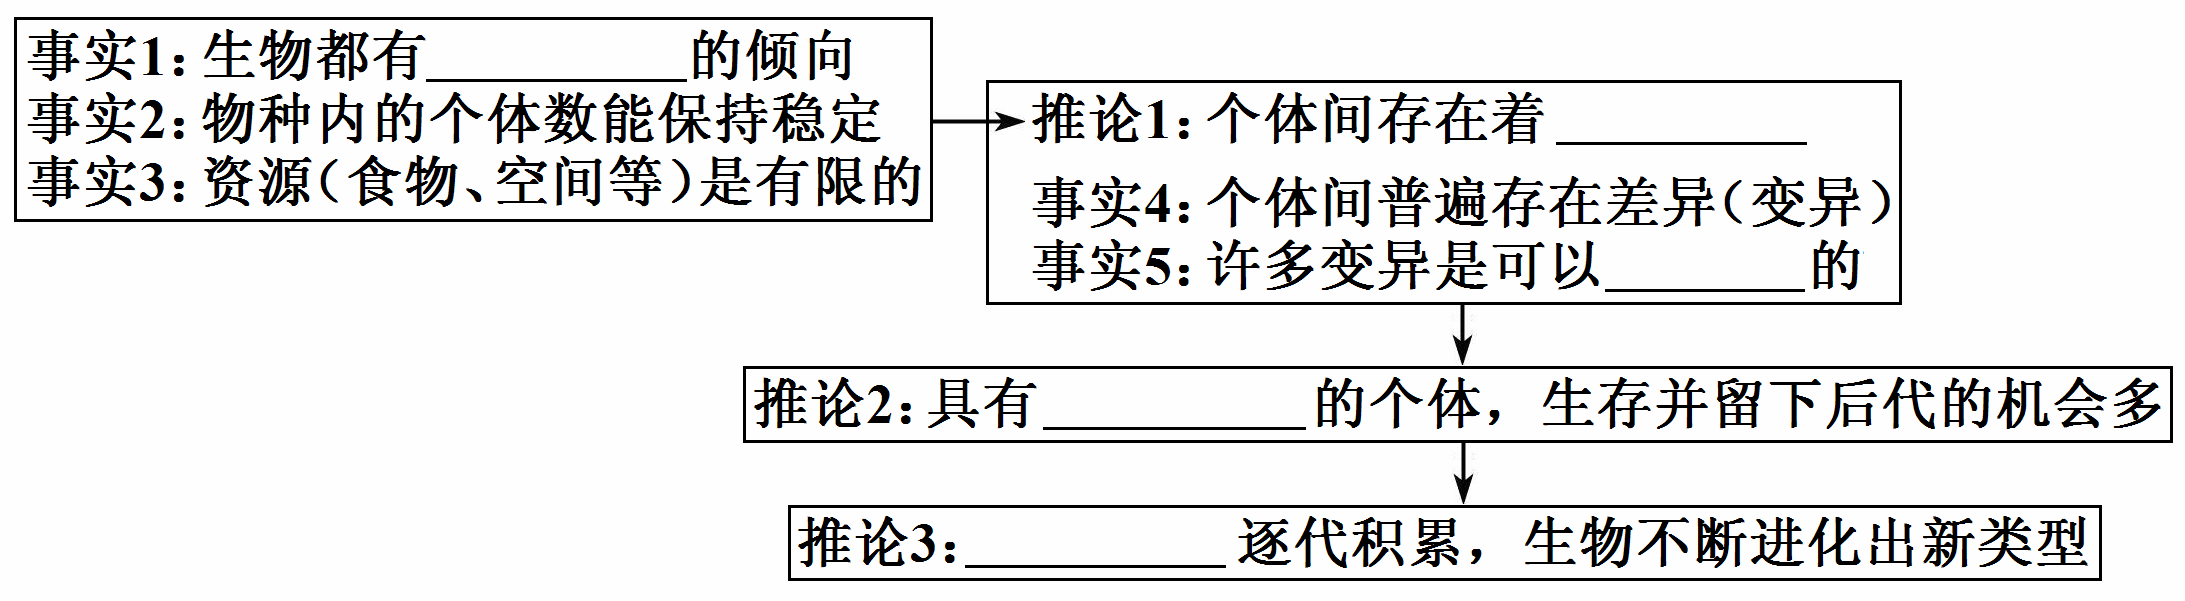 事实1：生物都有__________的倾向
事实2：物种内的个体数能保持稳定
事实3：资源（食物、空间等）是有限的
推论1：个体间存在着__________
事实4：个体间普遍存在差异（变异）
事实5：许多变异是可以________的
推论2：具有__________的个体，生存并留下后代的机会多
推论3：__________逐代积累，生物不断进化出新类型